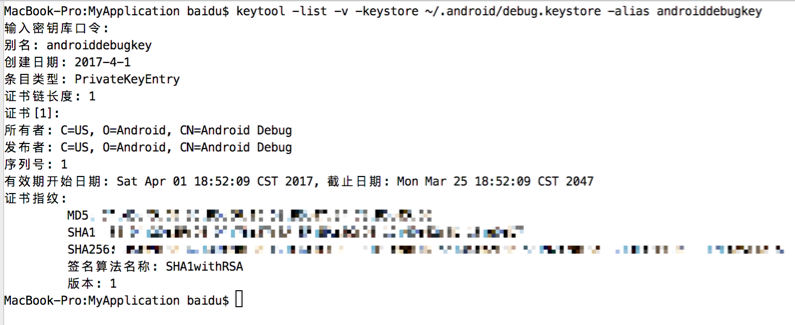 MacBook-Pro:MyApplication baidu$ keytool -list -v -keystore ~/.android/debug.keystore -alias androiddebugkey
输入密钥库口令:
别名: androiddebugkey
创建日期: 2017-4-1
条目类型: PrivateKeyEntry
证书链长度: 1
证书[1]:
所有者: C=US, O=Android, CN=Android Debug
发布者: C=US, O=Android, CN=Android Debug
序列号: 1
有效期开始日期: Sat Apr 01 18:52:09 CST 2017, 截止日期: Mon Mar 25 18:52:09 CST 2047
证书指纹:
MD5
SHA1
SHA256:
签名算法名称: SHA1withRSA
版本: 1
MacBook-Pro:MyApplication baidu$